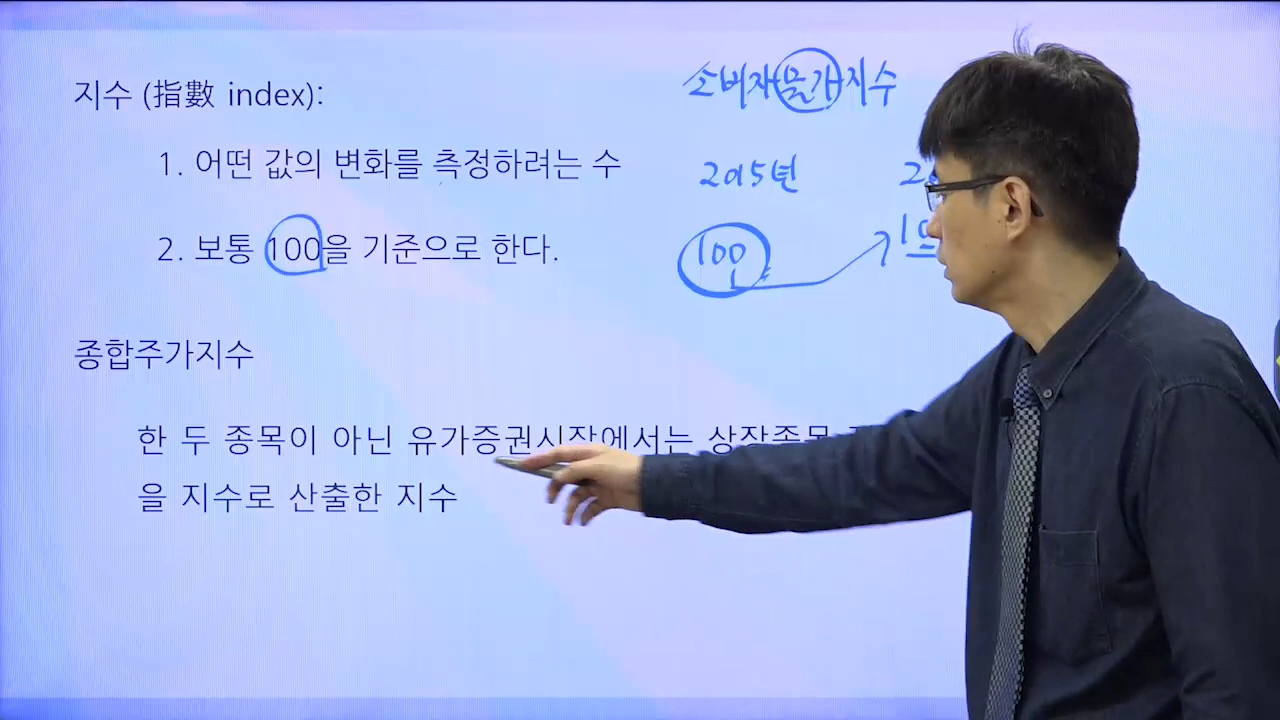 지수 (指數 index):
1. 어떤 값의 변화를 측정하려는 수
2. 보통 100을 기준으로 한다.
종합주가지수
한 두 종목이 아닌 유가증권시장에서는 상장종목
을 지수로 산출한 지수
소비자물가지수
2015년
100